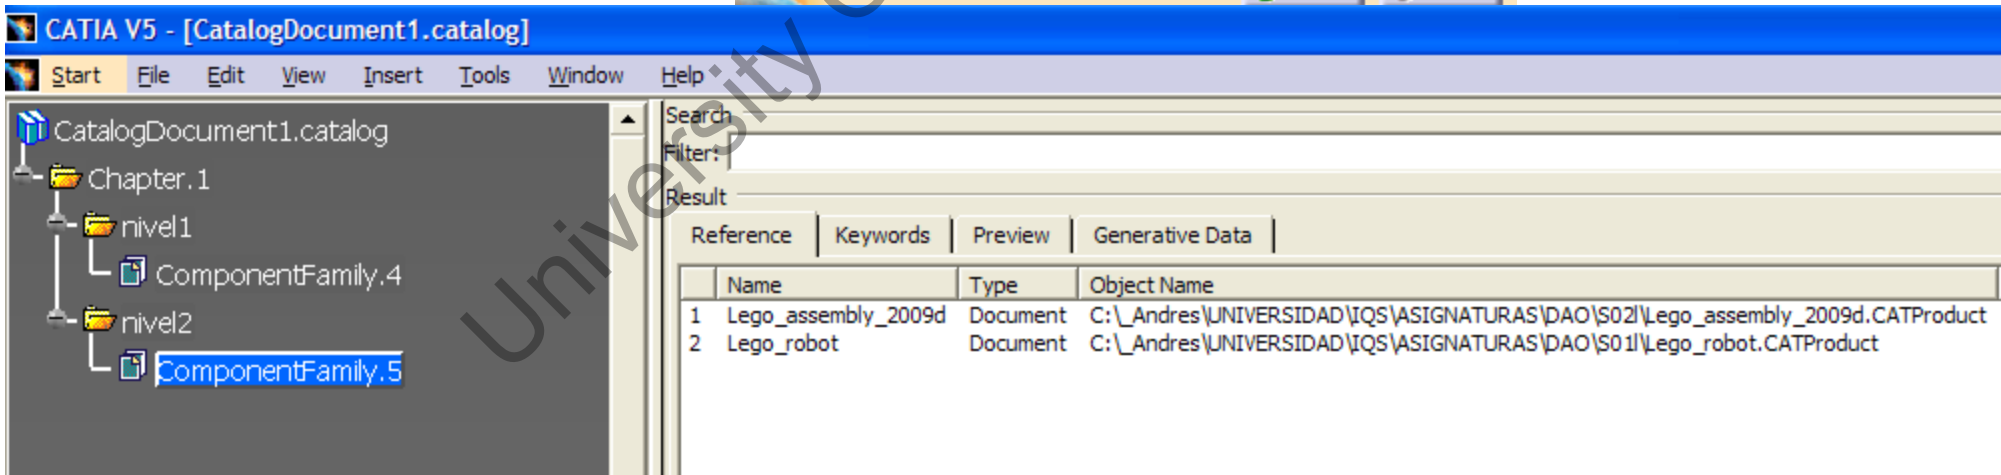 CATIA V5 - [CatalogDocument1.catalog]
Start File Edit View Insert Tools Window Help
CatalogDocument1.catalog
Chapter.1
nivel1
ComponentFamily.4
nivel2
ComponentFamily.5
Search
Filter:
Result
Reference Keywords Preview Generative Data
Name Type Object Name
1 Lego_assembly_2009d Document C:\_Andres\UNIVERSIDAD\IQS\ASIGNATURAS\DAO\S02l\Lego_assembly_2009d.CATProduct
2 Lego_robot Document C:\_Andres\UNIVERSIDAD\IQS\ASIGNATURAS\DAO\S01l\Lego_robot.CATProduct
University